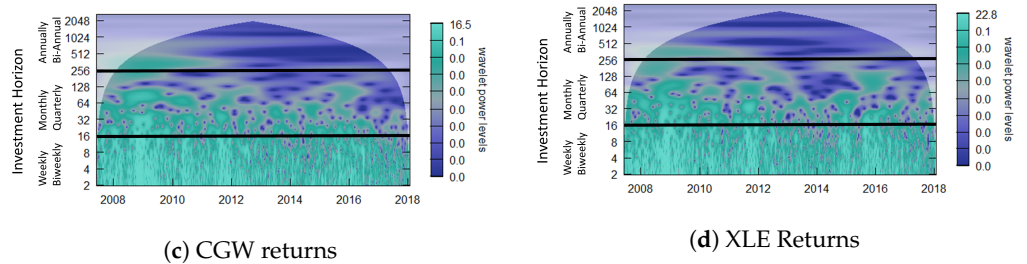 Investment Horizon
Annually
Bi-Annual
Monthly
Quarterly
Weekly
Biweekly
2048
1024
512
256
128
64
32
16
8
4
2
2008 2010 2012 2014 2016 2018
16.5
0.1
0.0
0.0
0.0
0.0
0.0
0.0
0.0
wavelet power levels
(c) CGW returns
Investment Horizon
Annually
Bi-Annual
Monthly
Quarterly
Weekly
Biweekly
2048
1024
512
256
128
64
32
16
8
4
2
2008 2010 2012 2014 2016 2018
22.8
0.1
0.0
0.0
0.0
0.0
0.0
0.0
0.0
wavelet power levels
(d) XLE Returns